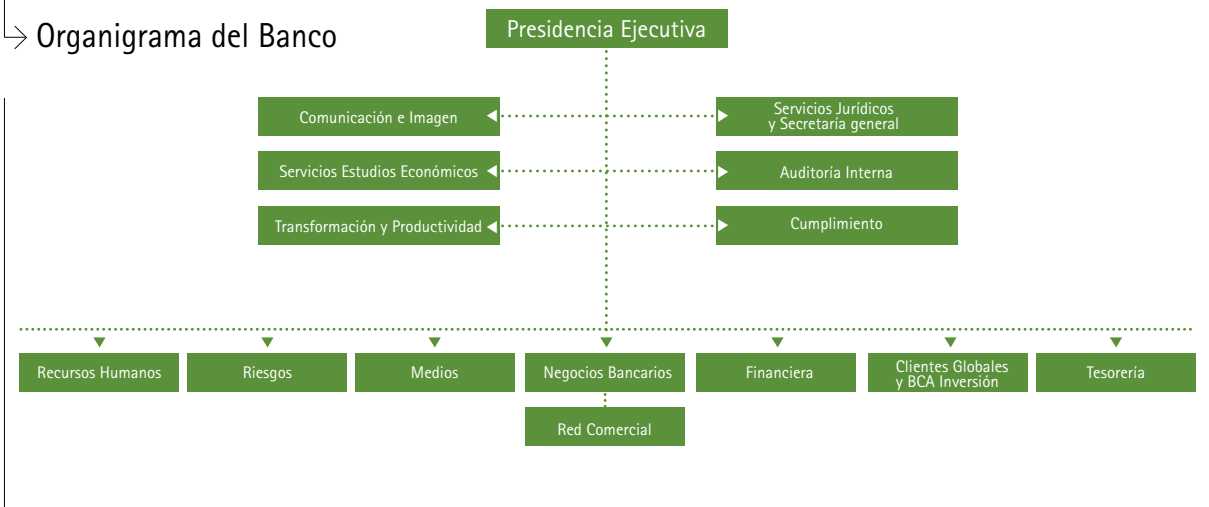 Organigrama del Banco
Presidencia Ejecutiva
Comunicación e Imagen
Servicios Jurídicos
y Secretaría general
Servicios Estudios Económicos
Auditoría Interna
Transformación y Productividad
Cumplimiento
Recursos Humanos
Riesgos
Medios
Negocios Bancarios
Financiera
Clientes Globales
y BCA Inversión
Tesorería
Red Comercial